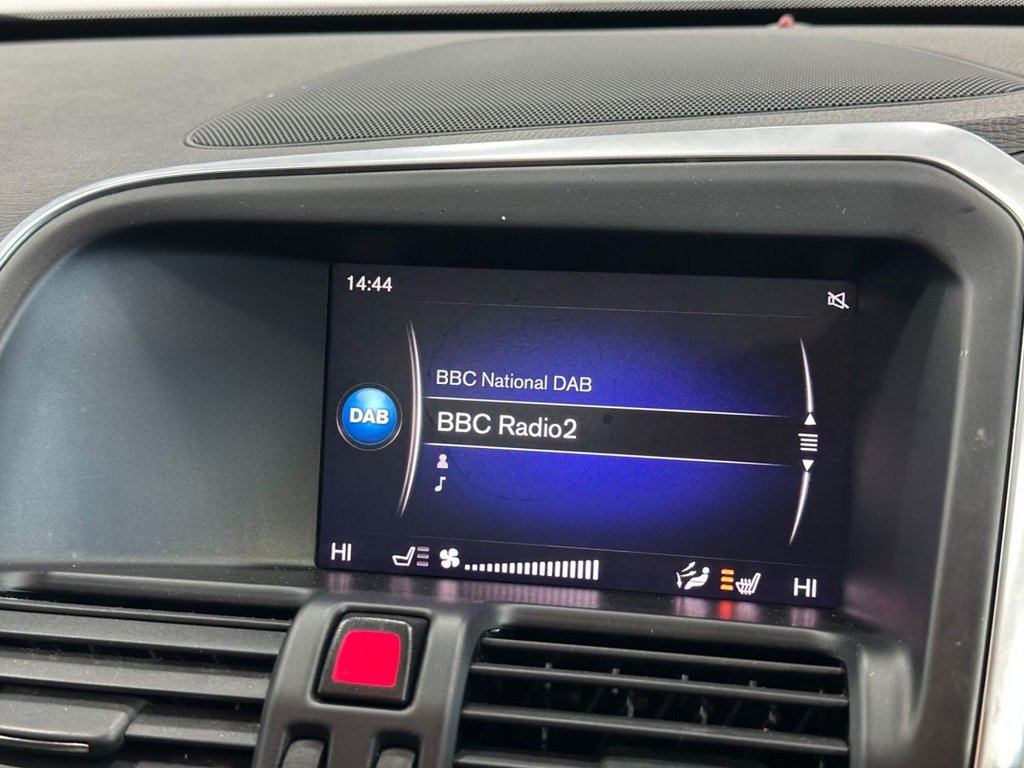 14:44
BBC National DAB
DAB
BBC Radio2
HI
HI